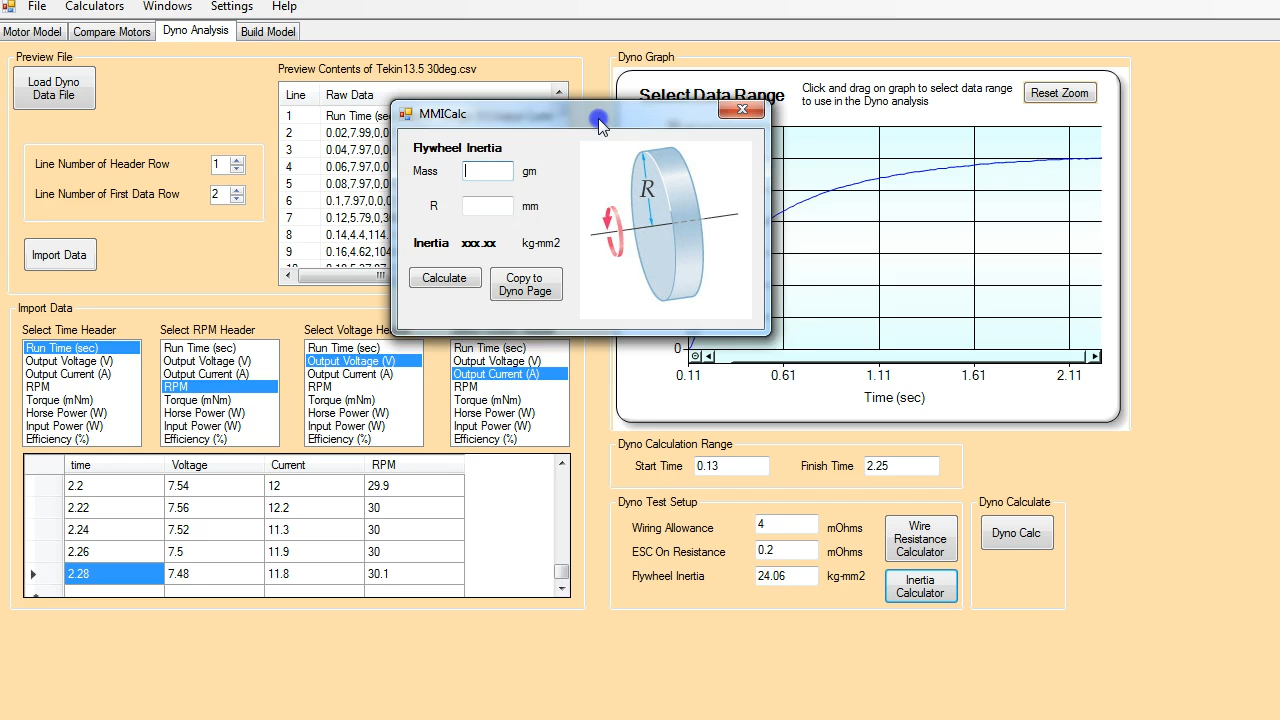 File Calculators Windows Settings Help
Motor Model Compare Motors Dyno Analysis Build Model
Preview File
Load Dyno
Data File
Preview Contents of Tekin13.5 30deg.csv
Line Raw Data
1 Run Time (sec
2 0.02,7.99,0,0
3 0.04,7.97,0,0
4 0.06,7.97,0,0
5 0.08,7.97,0,0
6 0.1,7.97,0,0,0
7 0.12,5.79,0,30
8 0.14,4.4,114.
9 0.16,4.62,104
Line Number of Header Row 1
Line Number of First Data Row 2
Import Data
MMICalc
Flywheel Inertia
Mass gm
R mm
Inertia xxx.xx kg-mm2
Calculate
Copy to
Dyno Page
R
Dyno Graph
Select Data Range
Click and drag on graph to select data range
to use in the Dyno analysis
Reset Zoom
0
0.11 0.61 1.11 1.61 2.11
Time (sec)
Import Data
Select Time Header
Run Time (sec)
Output Voltage (V)
Output Current (A)
RPM
Torque (mNm)
Horse Power (W)
Input Power (W)
Efficiency (%)
Select RPM Header
Run Time (sec)
Output Voltage (V)
Output Current (A)
RPM
Torque (mNm)
Horse Power (W)
Input Power (W)
Efficiency (%)
Select Voltage He
Run Time (sec)
Output Voltage (V)
Output Current (A)
RPM
Torque (mNm)
Horse Power (W)
Input Power (W)
Efficiency (%)
Run Time (sec)
Output Voltage (V)
Output Current (A)
RPM
Torque (mNm)
Horse Power (W)
Input Power (W)
Efficiency (%)
time Voltage Current RPM
2.2 7.54 12 29.9
2.22 7.56 12.2 30
2.24 7.52 11.3 30
2.26 7.5 11.9 30
2.28 7.48 11.8 30.1
Dyno Calculation Range
Start Time 0.13 Finish Time 2.25
Dyno Test Setup
Wiring Allowance 4 mOhms
ESC On Resistance 0.2 mOhms
Flywheel Inertia 24.06 kg-mm2
Wire
Resistance
Calculator
Inertia
Calculator
Dyno Calculate
Dyno Calc